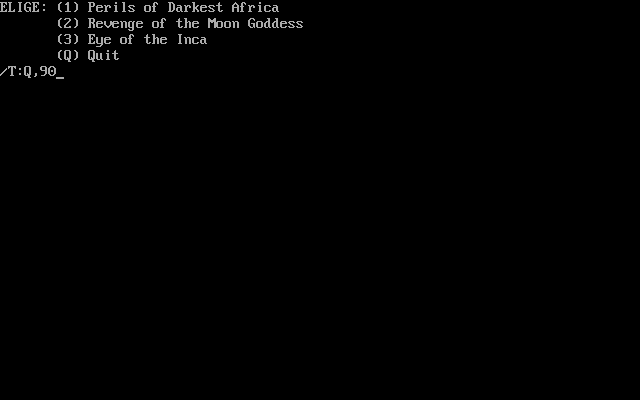 ELIGE: (1) Perils of Darkest Africa
(2) Revenge of the Moon Goddess
(3) Eye of the Inca
(Q) Quit
/T:Q,90_